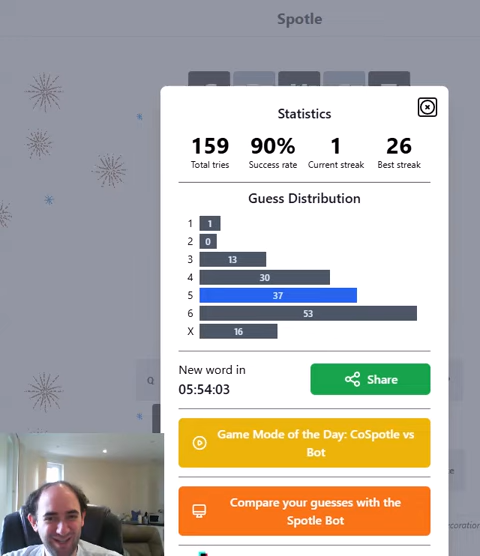 Spotle
Statistics
159 90% 1 26
Total tries Success rate Current streak Best streak
Guess Distribution
1 1
2 0
3 13
4 30
5 37
6 53
X 16
New word in
05:54:03
Share
Game Mode of the Day: CoSpotle vs
Bot
Compare your guesses with the
Spotle Bot
Q